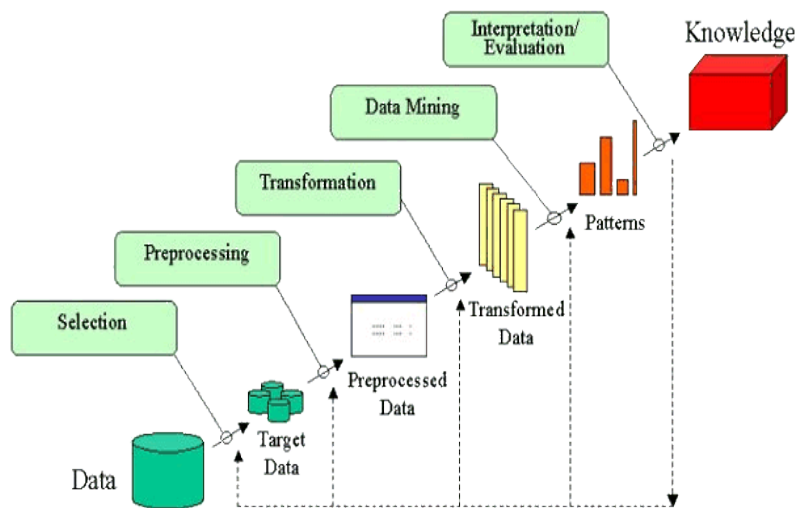 Interpretation/
Evaluation
Knowledge
Data Mining
Transformation
Patterns
Preprocessing
Transformed
Data
Selection
Preprocessed
Data
Target
Data
Data